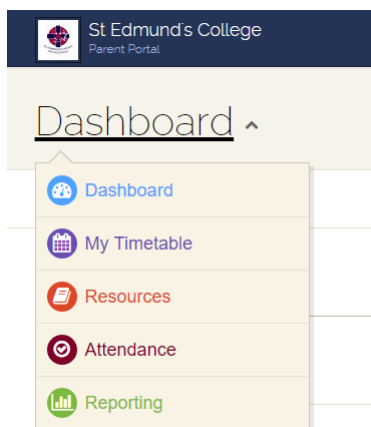 St Edmund's College
Parent Portal
Dashboard
Dashboard
My Timetable
Resources
Attendance
Reporting